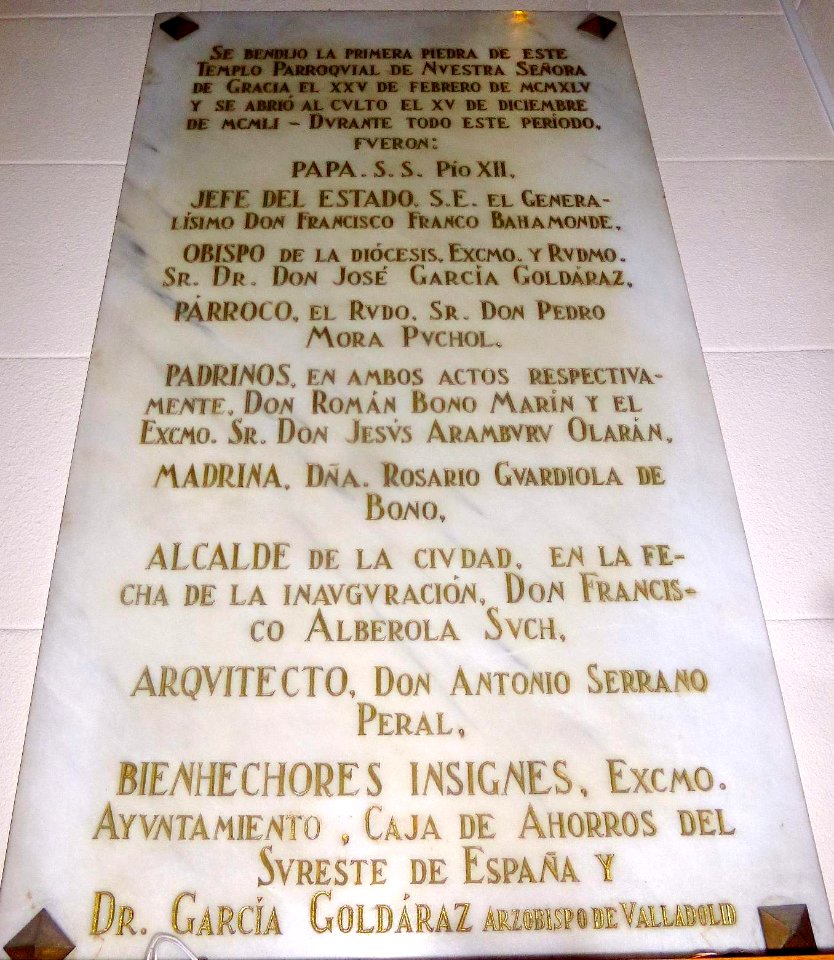 SE BENDIJO LA PRIMERA PIEDRA DE ESTE
TEMPLO PARROQVIAL DE NVESTRA SEÑORA
DE GRACIA EL XXV DE FEBRERO DE MCMXLV
Y SE ABRIÓ AL CVLTO EL XV DE DICIEMBRE
DE MCMLI – DVRANTE TODO ESTE PERÍODO,
FVERON:
PAPA. S. S. PÍO XII,
JEFE DEL ESTADO. S.E. EL GENERA-
LÍSIMO DON FRANCISCO FRANCO BAHAMONDE,
OBISPO DE LA DIÓCESIS. EXCMO. Y RVDMO.
SR. DR. DON JOSÉ GARCÍA GOLDÁRAZ,
PÁRROCO, EL RVDO. SR. DON PEDRO
MORA PVCHOL.
PADRINOS, EN AMBOS ACTOS RESPECTIVA-
MENTE, DON ROMÁN BONO MARÍN Y EL
EXCMO. SR. DON JESÚS ARAMBVRV OLARÁN,
MADRINA, DÑA. ROSARIO GVARDIOLA DE
BONO,
ALCALDE DE LA CIVDAD, EN LA FE-
CHA DE LA INAVGVRACIÓN, DON FRANCIS-
CO ALBEROLA SVCH,
ARQVITECTO, DON ANTONIO SERRANO
PERAL,
BIENHECHORES INSIGNES, EXCMO.
AYVNTAMIENTO, CAJA DE AHORROS DEL
SVRESTE DE ESPAÑA Y
DR. GARCÍA GOLDÁRAZ ARZOBISPO DE VALLADOLID